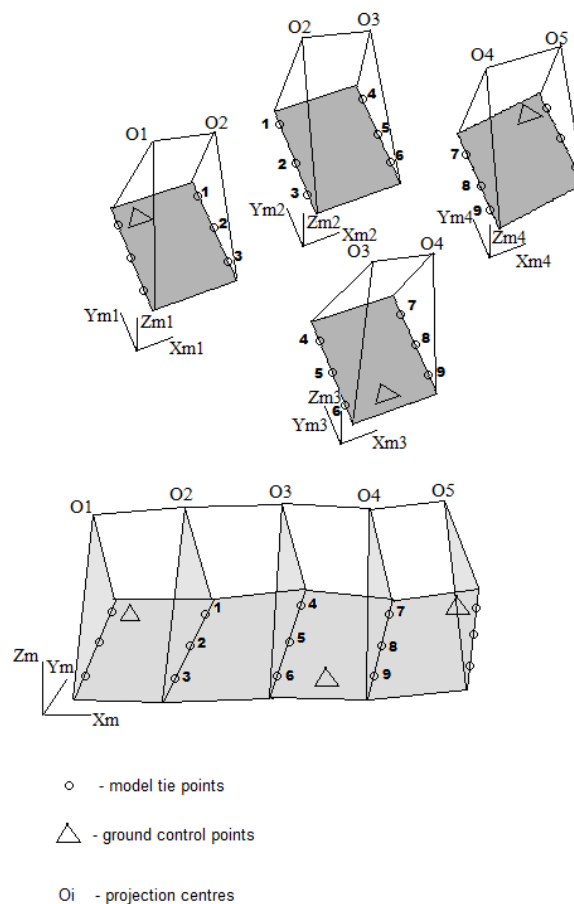 O2 O3
O4 O5
O1 O2
4
1
5
2 6
3
7
8
9
1
2
3
Ym2 Zm2
Xm2
Ym4 Zm4
Xm4
O3 O4
Ym1 Zm1
Xm1
7
4
8
5
9
Zm3
6
Ym3
Xm3
O1 O2 O3 O4 O5
1 4 7
2 5 8
3 6 9
Zm Ym
Xm
- model tie points
- ground control points
Oi - projection centres